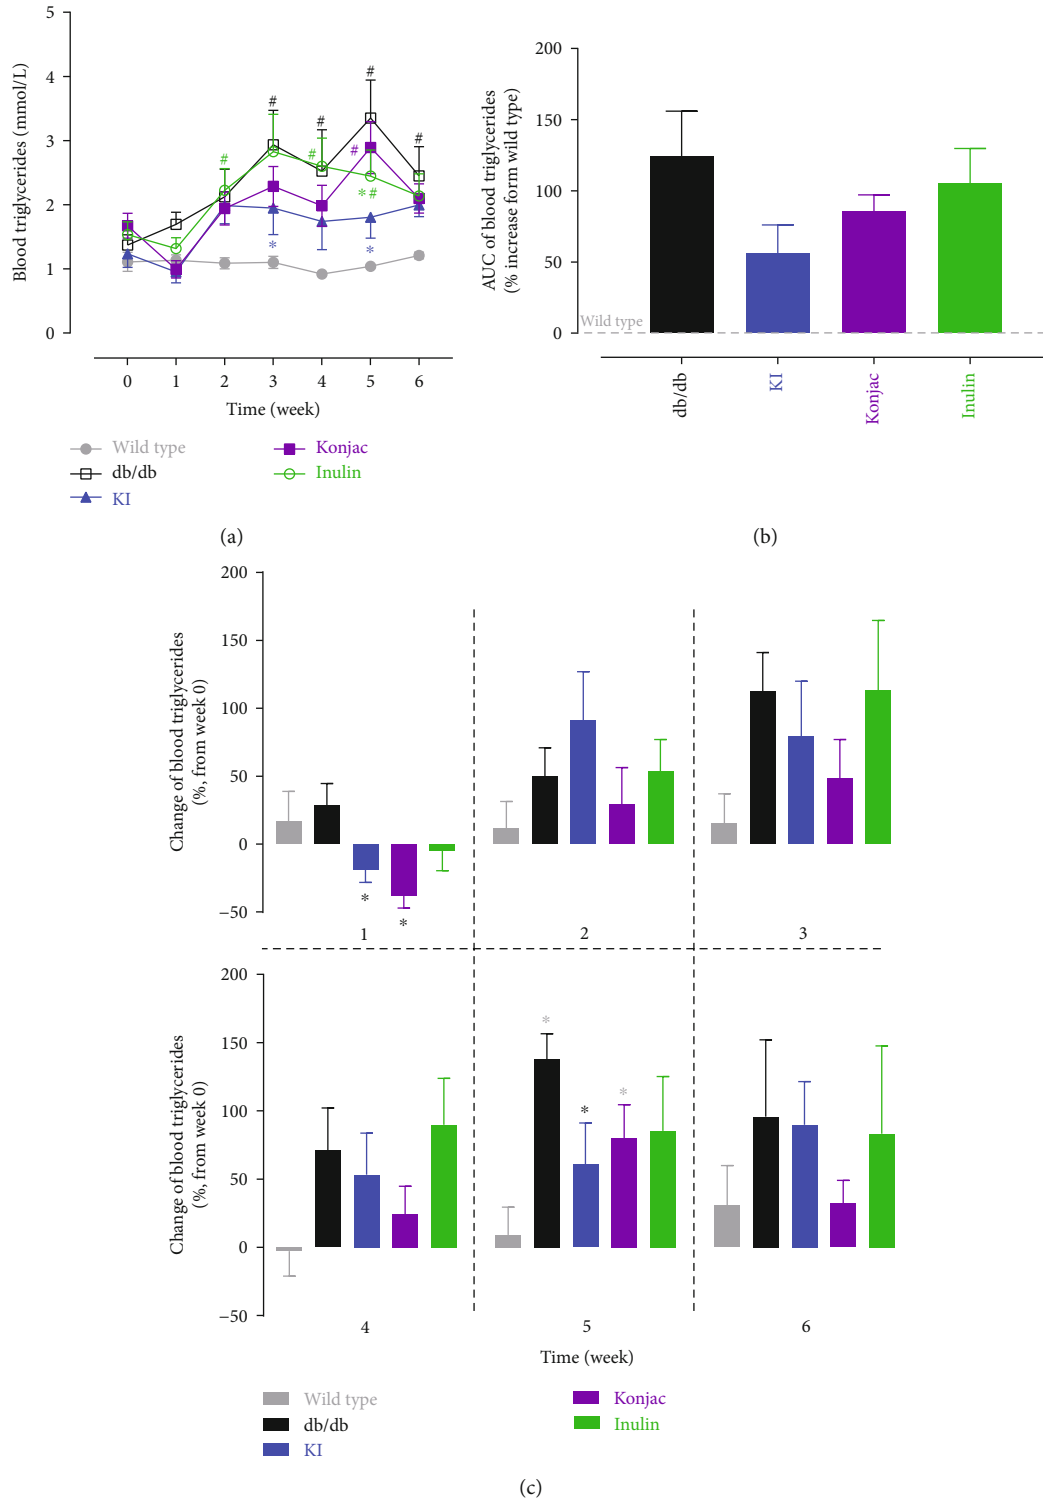 5
4
3
2
1
0
Blood triglycerides (mmol/L)
#
#
#
#
#
#
#
* #
*
*
0 1 2 3 4 5 6
Time (week)
Wild type
db/db
KI
Konjac
Inulin
(a)
200
150
100
50
0
AUC of blood triglycerides
(% increase form wild type)
Wild type
db/db
KI
Konjac
Inulin
(b)
200
150
100
50
0
−50
Change of blood triglycerides
(%, from week 0)
*
*
1 2 3
200
150
100
50
0
−50
Change of blood triglycerides
(%, from week 0)
*
*
*
4 5 6
Time (week)
Wild type
db/db
KI
Konjac
Inulin
(c)